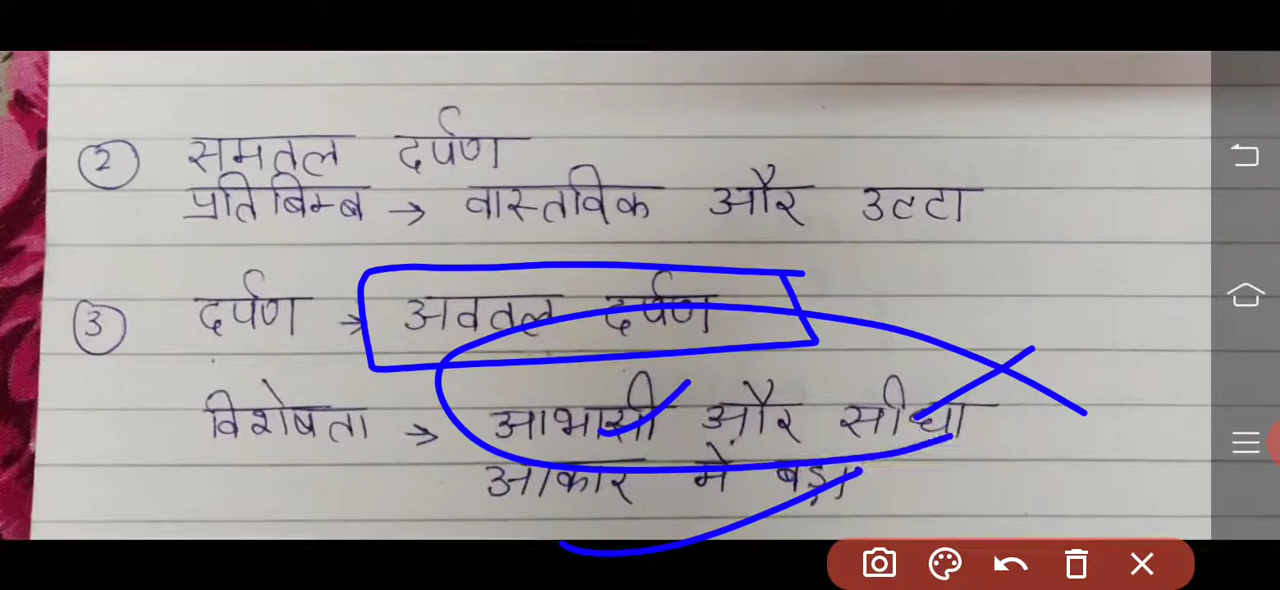 ② समतल दर्पण
प्रतिबिम्ब → वास्तविक और उल्टा
③ दर्पण → अवतल दर्पण
विशेषता → आभासी और सीधा
आकार में बड़ा